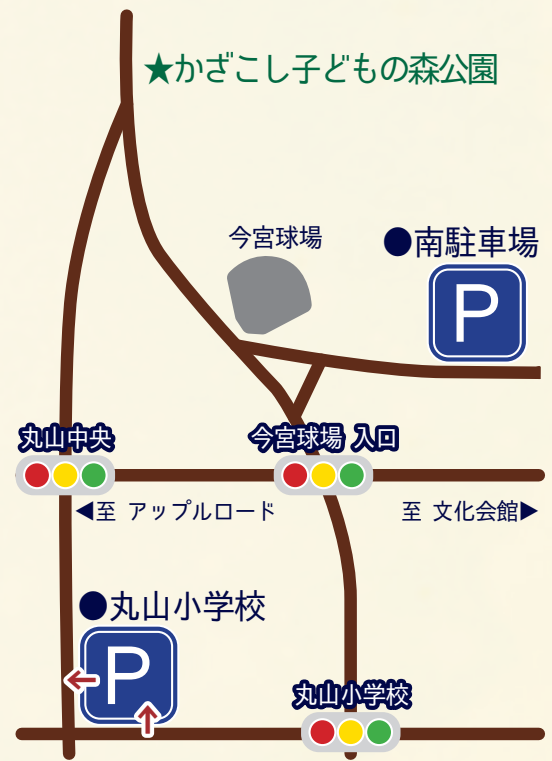 ★かざこし子どもの森公園
今宮球場
●南駐車場
P
丸山中央
今宮球場 入口
◀至 アップルロード
至 文化会館▶
●丸山小学校
P
丸山小学校